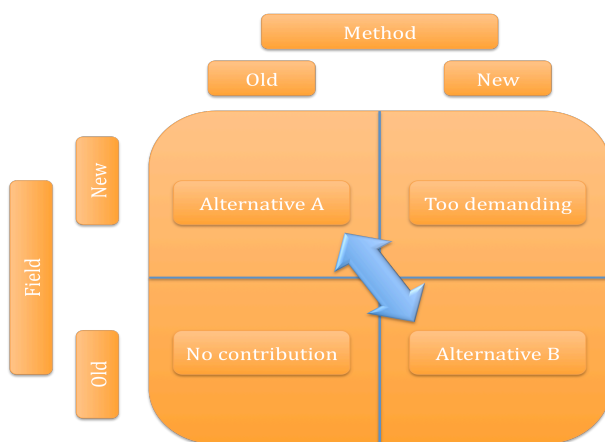 Method
Old
New
New
Alternative A
Too demanding
Field
Old
No contribution
Alternative B